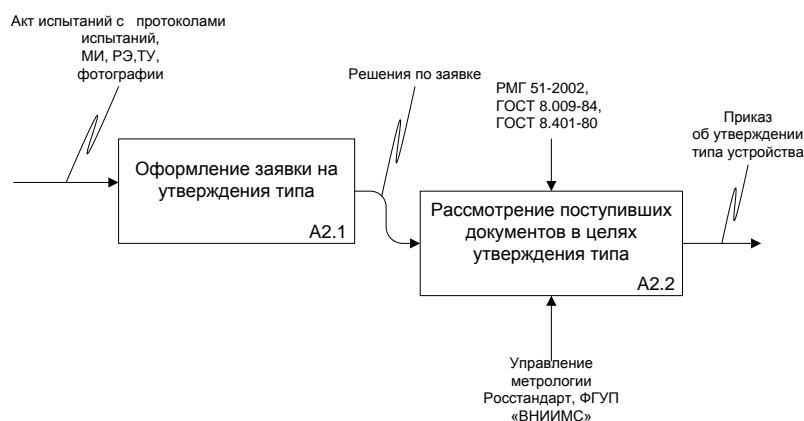 Акт испытаний с протоколами
испытаний,
МИ, РЭ,ТУ,
фотографии
Решения по заявке
РМГ 51-2002,
ГОСТ 8.009-84,
ГОСТ 8.401-80
Приказ
об утверждении
типа устройства
Оформление заявки на
утверждения типа
А2.1
Рассмотрение поступивших
документов в целях
утверждения типа
А2.2
Управление
метрологии
Росстандарт, ФГУП
«ВНИИМС»